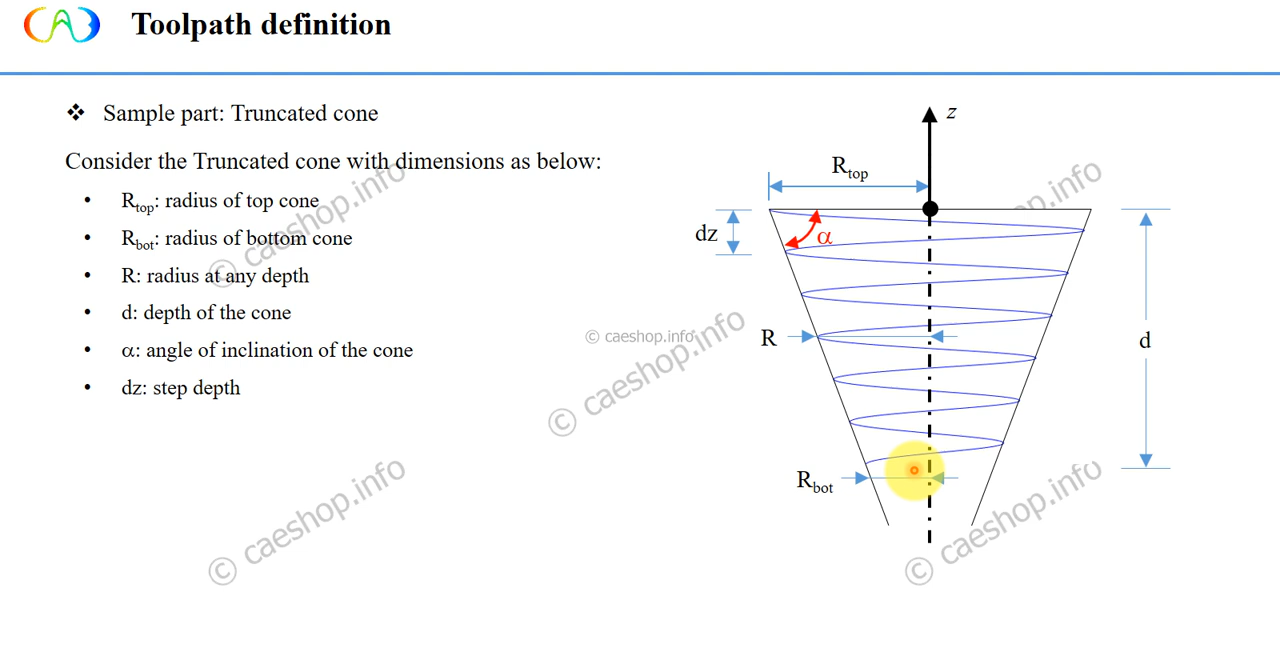 Toolpath definition
❖ Sample part: Truncated cone
Consider the Truncated cone with dimensions as below:
• Rtop: radius of top cone
• Rbot: radius of bottom cone
• R: radius at any depth
• d: depth of the cone
• α: angle of inclination of the cone
• dz: step depth
z
Rtop
dz
α
R
d
Rbot
© caeshop.info
© caeshop.info
© caeshop.info
© caeshop.info
© caeshop.info
op.info